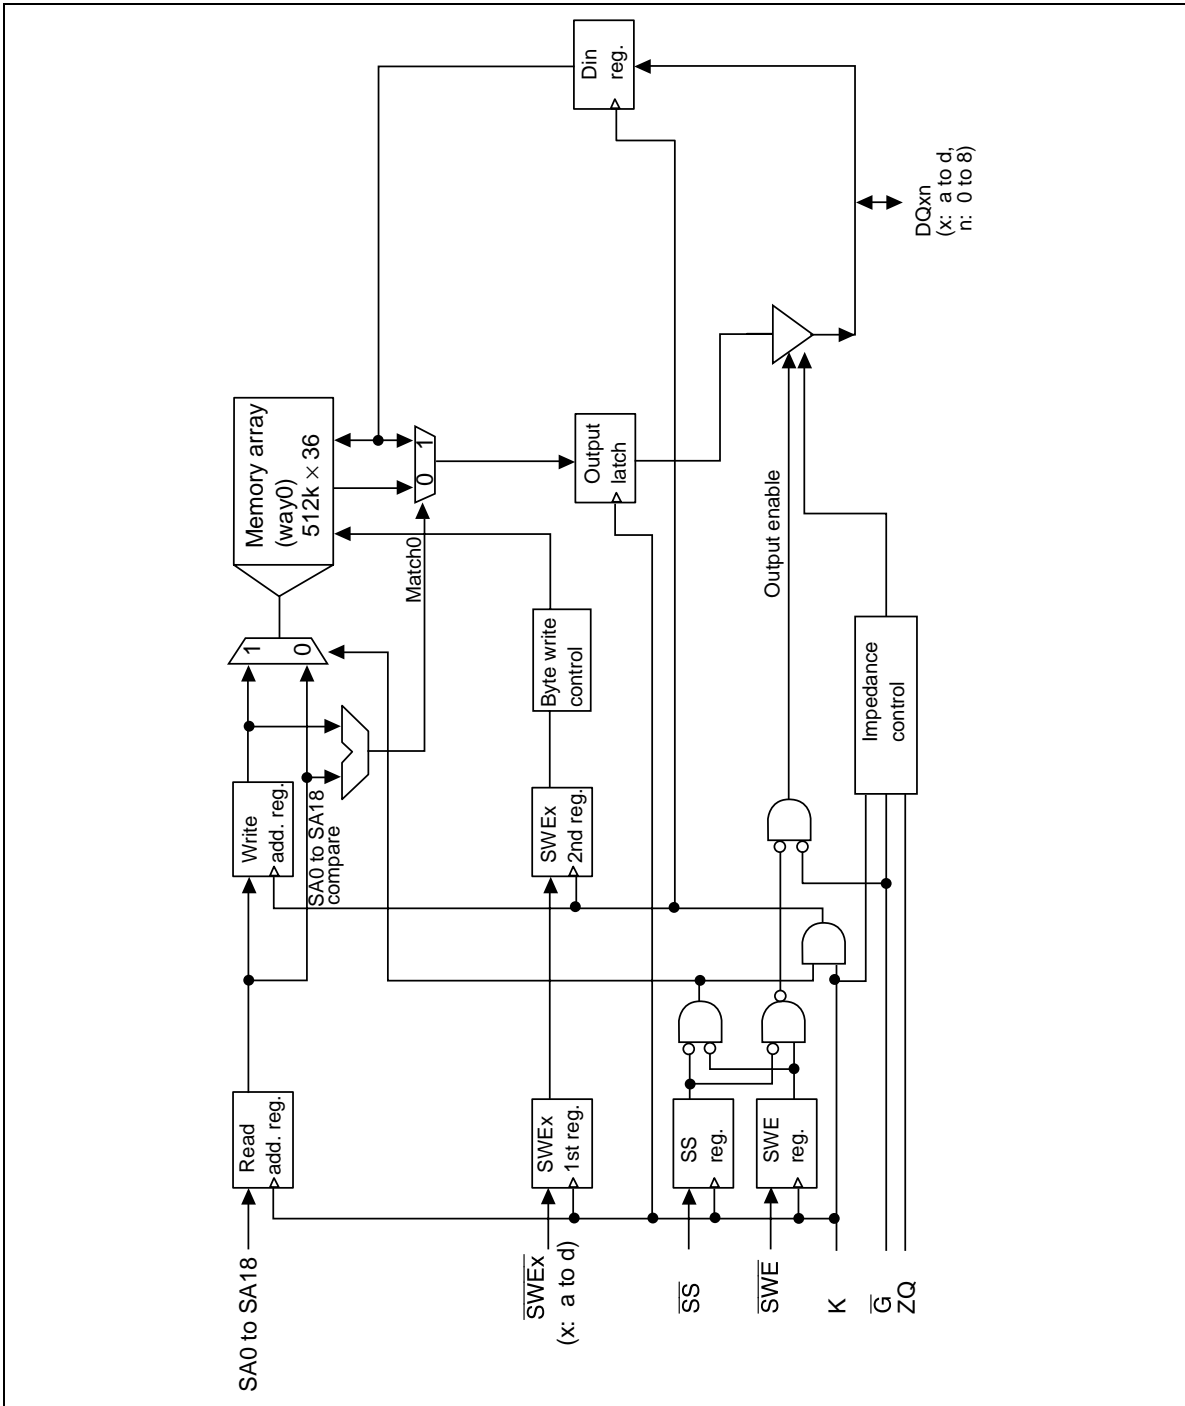 SA0 to SA18
Read
add. reg.
Write
add. reg.
SA0 to SA18
compare
1
0
Memory array
(way0)
512k × 36
Match0
0
1
SWEx
(x: a to d)
SWEx
1st reg.
SWEx
2nd reg.
Byte write
control
Output
latch
Din
reg.
SS
SS
reg.
SWE
SWE
reg.
Output enable
K
G
ZQ
Impedance
control
DQxn
(x: a to d,
n: 0 to 8)